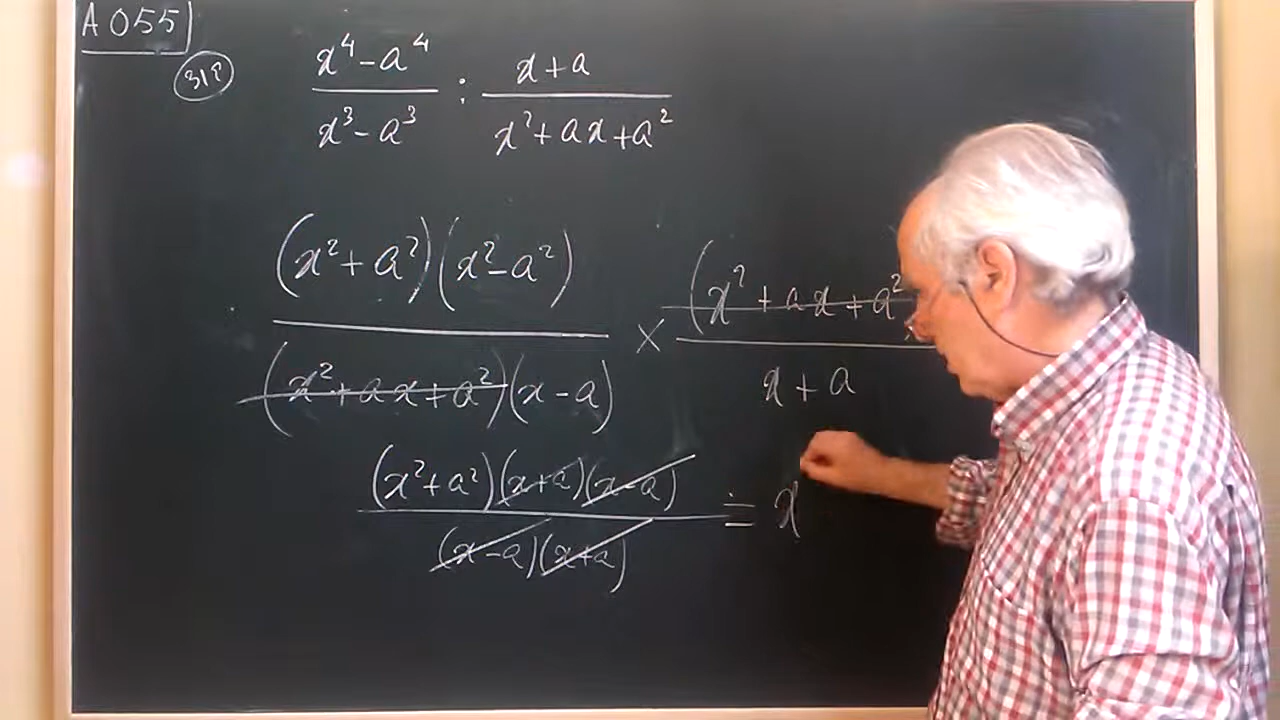 A055
312
x⁴-a⁴ / x³-a³ : x+a / x²+ax+a²
(x²+a²)(x²-a²) / (x²+ax+a²)(x-a) × (x²+ax+a² / x+a
(x²+a²)(x+a)(x-a) / (x-a)(x+a) = x